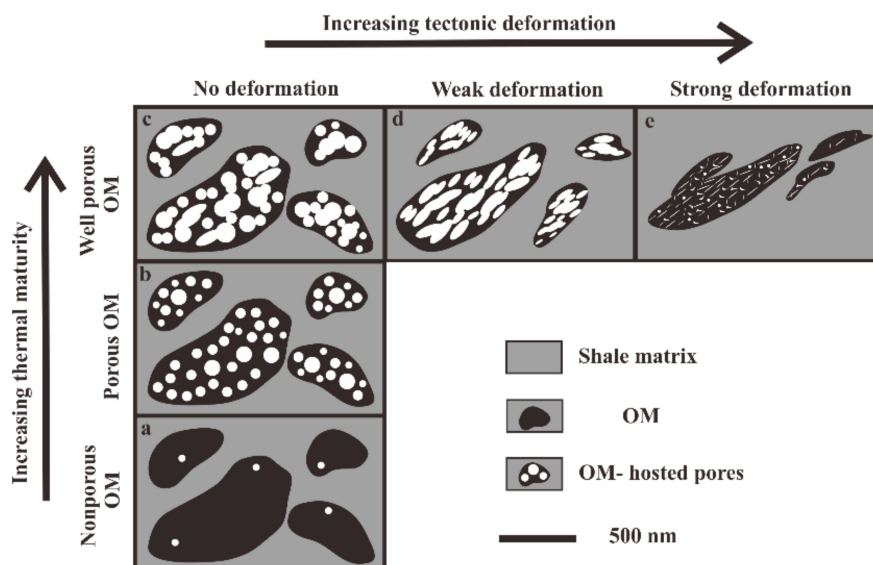 Increasing tectonic deformation
No deformation
Weak deformation
Strong deformation
Increasing thermal maturity
Well porous
OM
c
d
e
Porous OM
b
Nonporous
OM
a
Shale matrix
OM
OM- hosted pores
500 nm